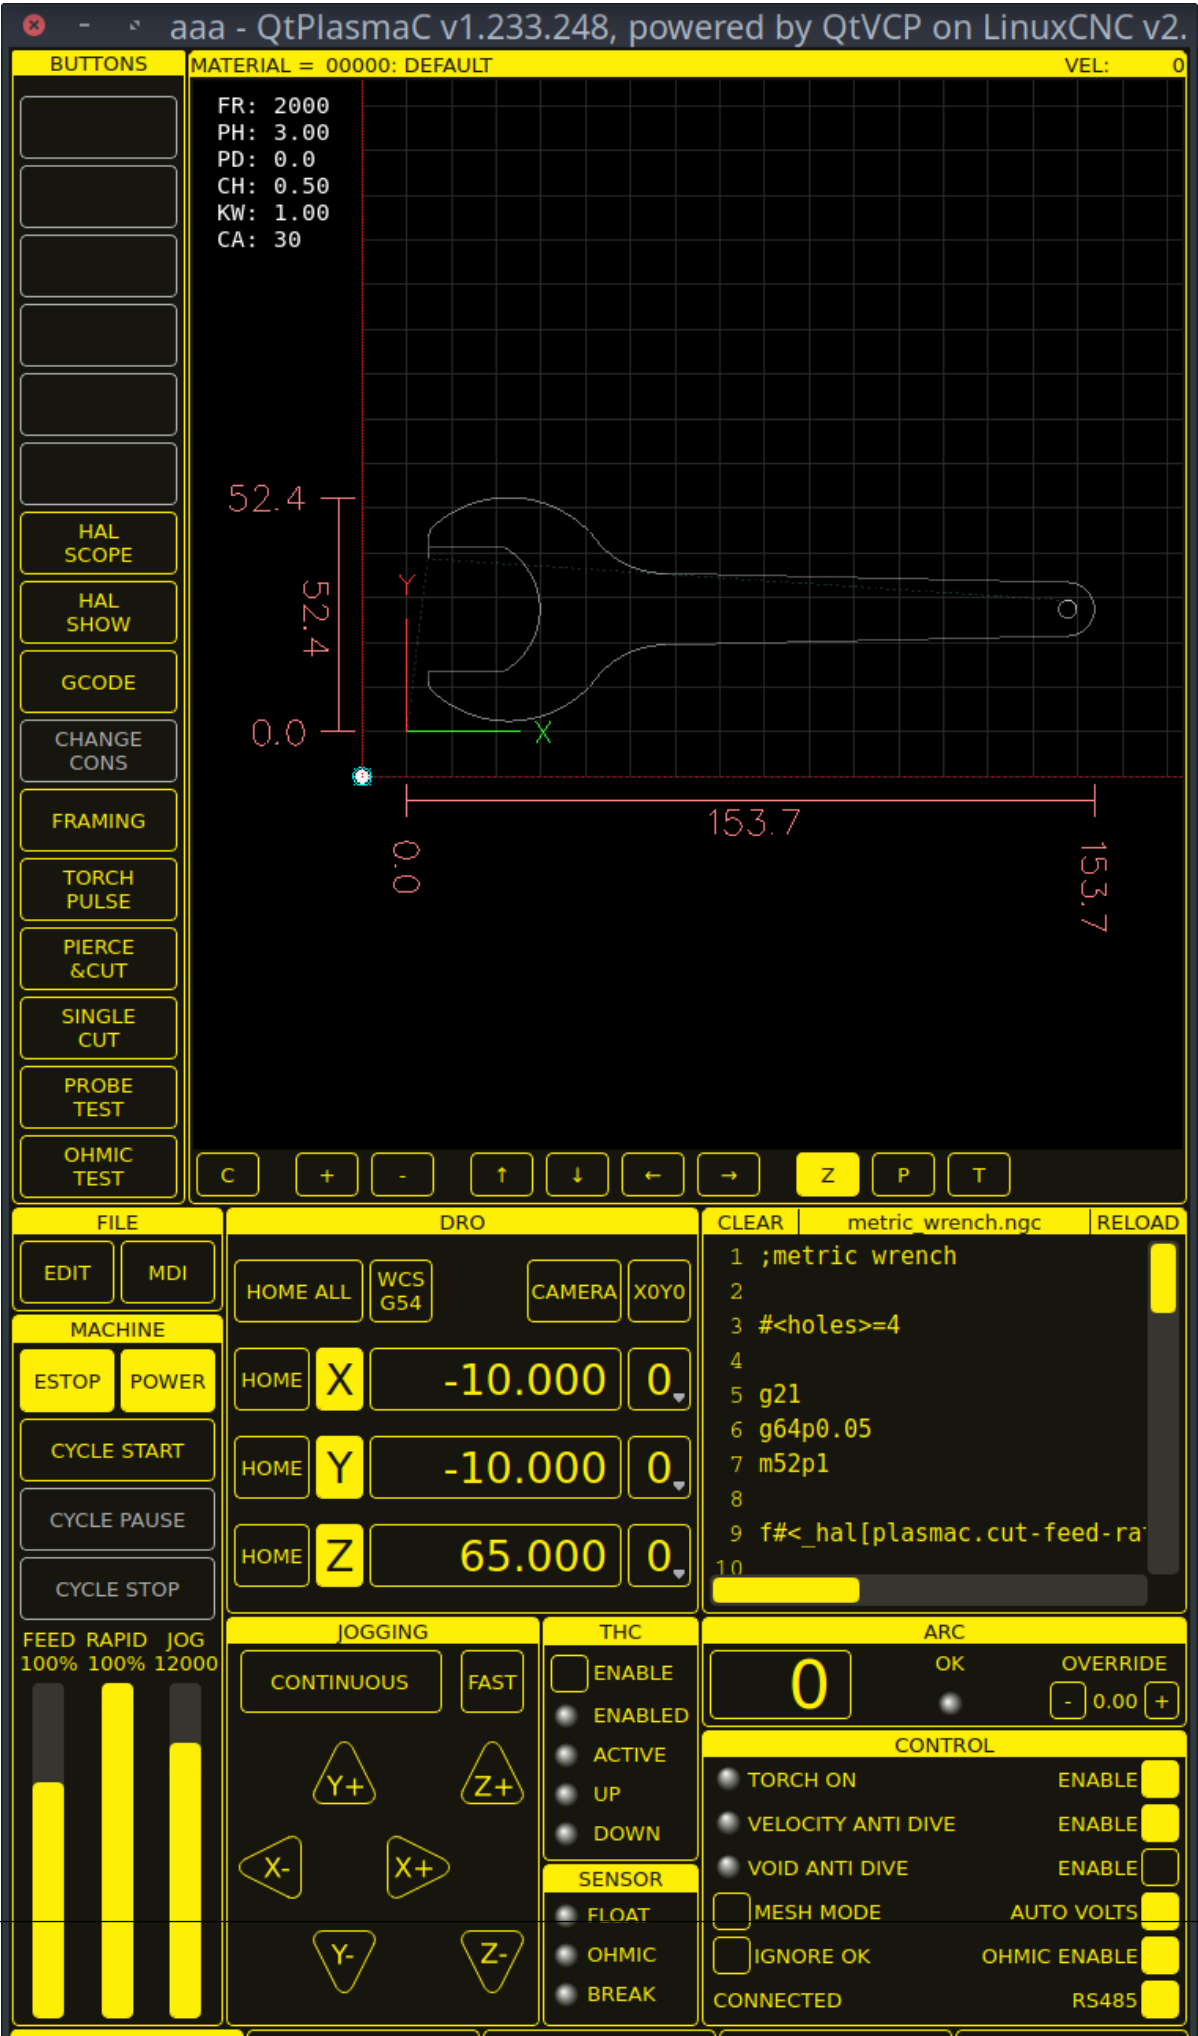 aaa - QtPlasmaC v1.233.248, powered by QtVCP on LinuxCNC v2.
BUTTONS
MATERIAL = 00000: DEFAULT
VEL: 0
FR: 2000
PH: 3.00
PD: 0.0
CH: 0.50
KW: 1.00
CA: 30
HAL
SCOPE
HAL
SHOW
GCODE
CHANGE
CONS
FRAMING
TORCH
PULSE
PIERCE
&CUT
SINGLE
CUT
PROBE
TEST
OHMIC
TEST
52.4
52.4
0.0
Y
X
153.7
0.0
153.7
C + - ↑ ↓ ← → Z P T
FILE
EDIT MDI
MACHINE
ESTOP POWER
CYCLE START
CYCLE PAUSE
CYCLE STOP
FEED RAPID JOG
100% 100% 12000
DRO
HOME ALL
WCS
G54
CAMERA X0Y0
HOME X -10.000 0
HOME Y -10.000 0
HOME Z 65.000 0
CLEAR metric_wrench.ngc RELOAD
1 ;metric wrench
2
3 #<holes>=4
4
5 g21
6 g64p0.05
7 m52p1
8
9 f#<_hal[plasmac.cut-feed-ra
10
JOGGING
CONTINUOUS FAST
Y+ Z+
X- X+
Y- Z-
THC
ENABLE
ENABLED
ACTIVE
UP
DOWN
SENSOR
FLOAT
OHMIC
BREAK
ARC
0
OK
OVERRIDE
- 0.00 +
CONTROL
TORCH ON ENABLE
VELOCITY ANTI DIVE ENABLE
VOID ANTI DIVE ENABLE
MESH MODE AUTO VOLTS
IGNORE OK OHMIC ENABLE
CONNECTED RS485